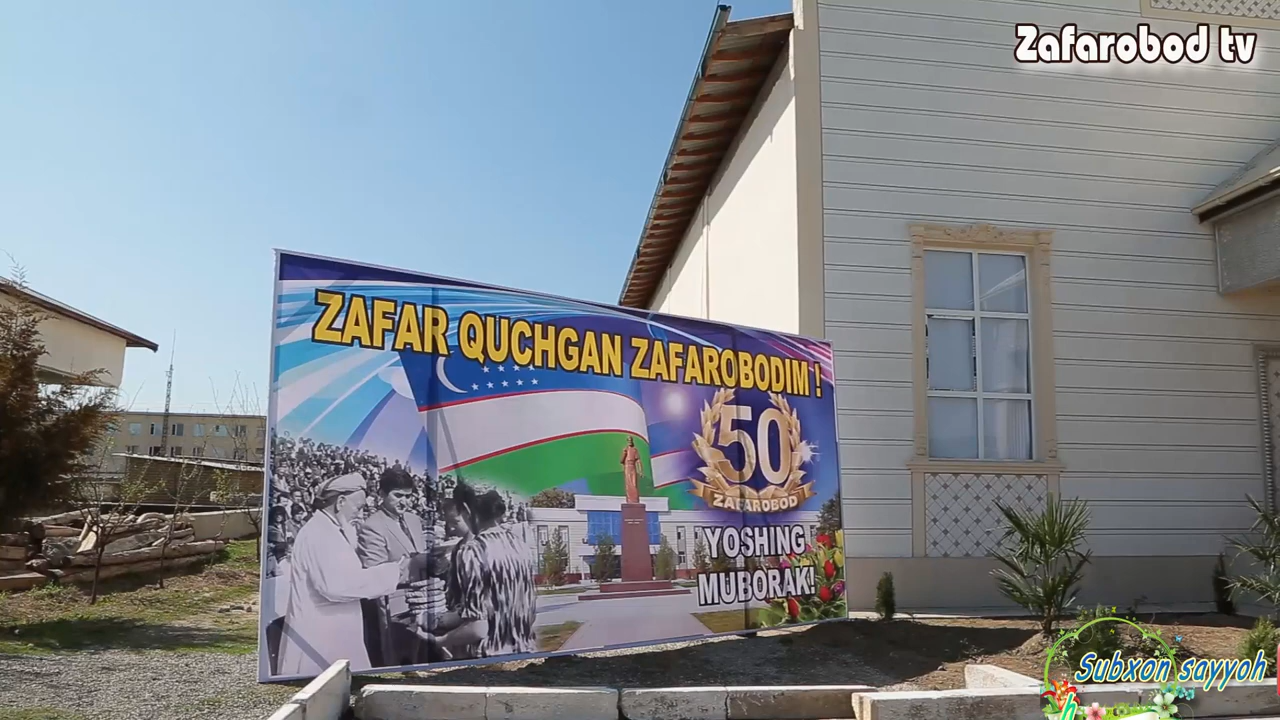 Zafarobod tv
ZAFAR QUCHGAN ZAFAROBODIM !
50
ZAFAROBOD
YOSHING
MUBORAK!
Subxon sayyoh
h